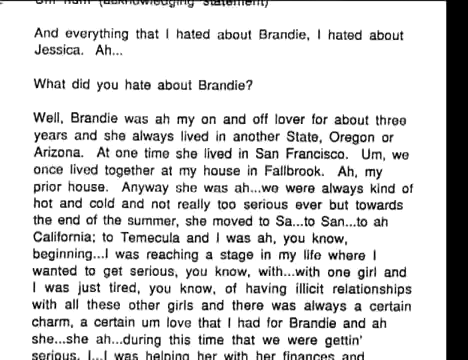 Um hum (acknowledging statement)
And everything that I hated about Brandie, I hated about
Jessica. Ah...
What did you hate about Brandie?
Well, Brandie was ah my on and off lover for about three
years and she always lived in another State, Oregon or
Arizona. At one time she lived in San Francisco. Um, we
once lived together at my house in Fallbrook. Ah, my
prior house. Anyway she was ah...we were always kind of
hot and cold and not really too serious ever but towards
the end of the summer, she moved to Sa...to San...to ah
California; to Temecula and I was ah, you know,
beginning...I was reaching a stage in my life where I
wanted to get serious, you know, with...with one girl and
I was just tired, you know, of having illicit relationships
with all these other girls and there was always a certain
charm, a certain um love that I had for Brandie and ah
she...she ah...during this time that we were gettin'
serious, I...I was helping her with her finances and